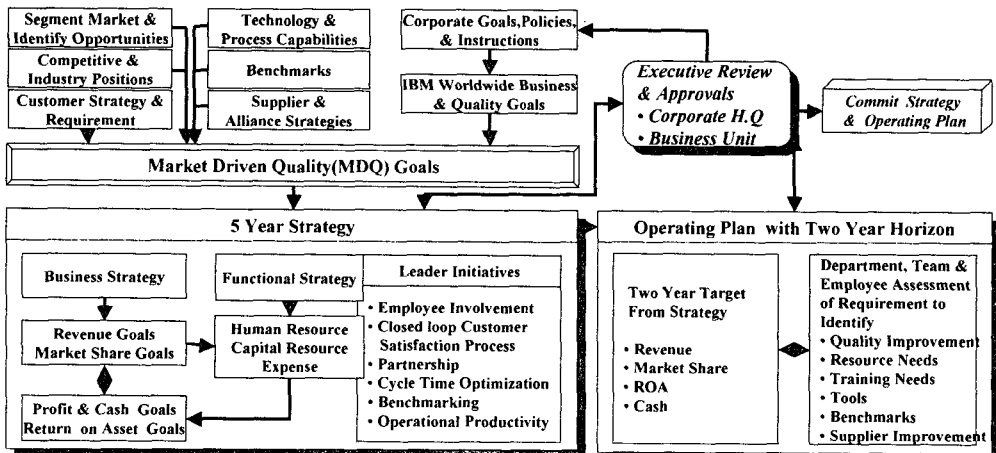 Segment Market &
Identify Opportunities
Competitive &
Industry Positions
Customer Strategy &
Requirement
Technology &
Process Capabilities
Benchmarks
Supplier &
Alliance Strategies
Corporate Goals,Policies,
& Instructions
IBM Worldwide Business
& Quality Goals
Executive Review
& Approvals
• Corporate H.Q
• Business Unit
Commit Strategy
& Operating Plan
Market Driven Quality(MDQ) Goals
5 Year Strategy
Business Strategy
Revenue Goals
Market Share Goals
Profit & Cash Goals
Return on Asset Goals
Functional Strategy
Human Resource
Capital Resource
Expense
Leader Initiatives
• Employee Involvement
• Closed loop Customer
Satisfaction Process
• Partnership
• Cycle Time Optimization
• Benchmarking
• Operational Productivity
Operating Plan with Two Year Horizon
Two Year Target
From Strategy
• Revenue
• Market Share
• ROA
• Cash
Department, Team &
Employee Assessment
of Requirement to
Identify
• Quality Improvement
• Resource Needs
• Training Needs
• Tools
• Benchmarks
• Supplier Improvement